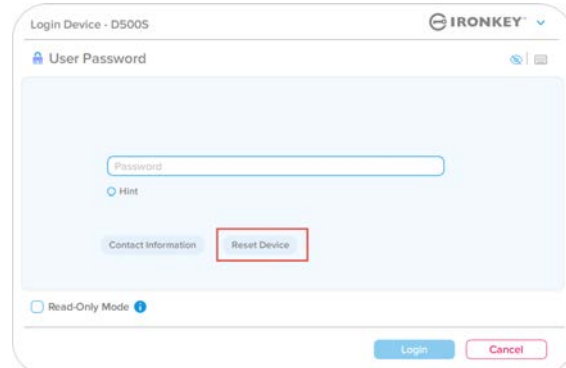 Login Device - D500S
IRONKEY
User Password
Password
Hint
Contact Information
Reset Device
Read-Only Mode
Login
Cancel